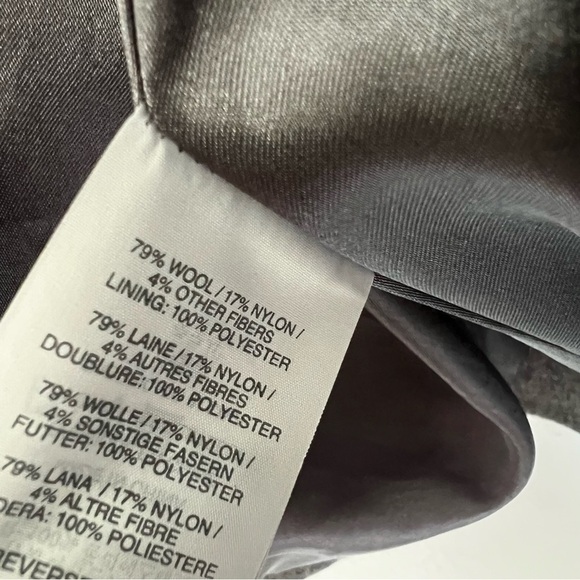 79% WOOL / 17% NYLON /
4% OTHER FIBERS
LINING: 100% POLYESTER
79% LAINE / 17% NYLON /
4% AUTRES FIBRES
DOUBLURE: 100% POLYESTER
79% WOLLE / 17% NYLON /
4% SONSTIGE FASERN
FUTTER: 100% POLYESTER
79% LANA / 17% NYLON /
4% ALTRE FIBRE
DERA: 100% POLIESTERE
REVERSE